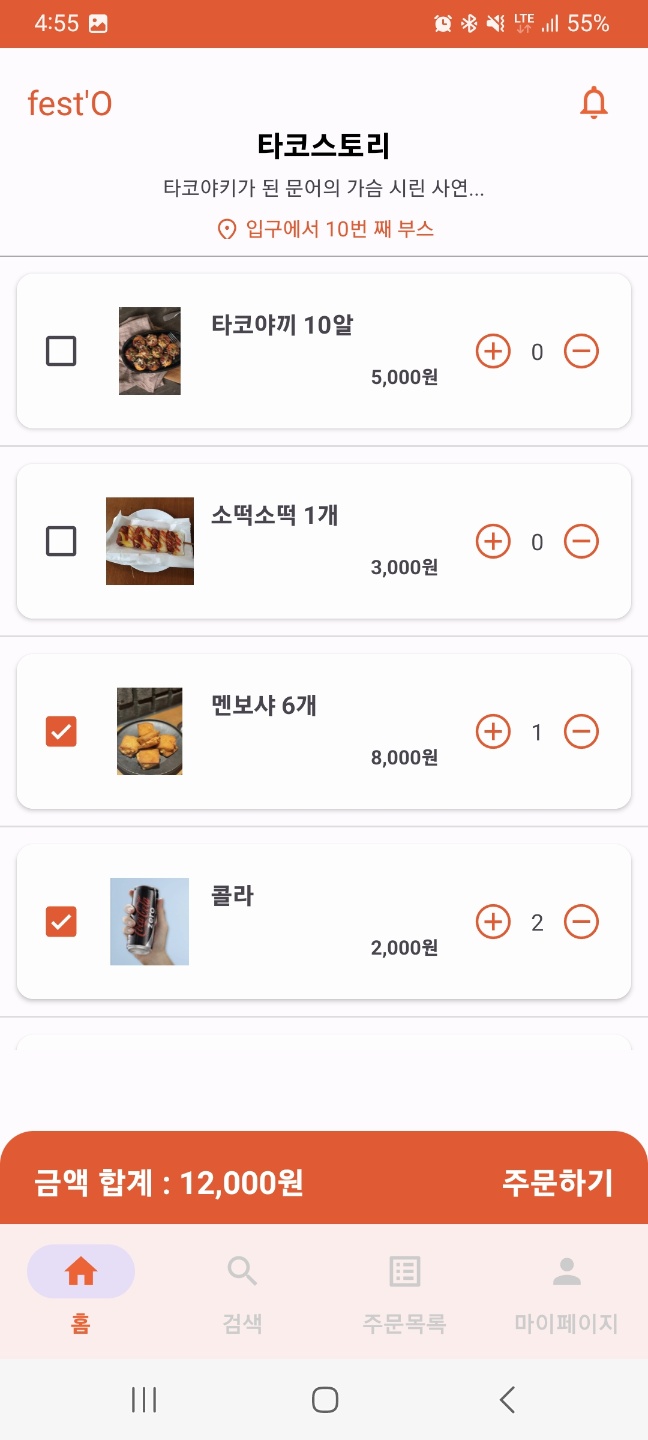 4:55 LTE 55%
fest'O
타코스토리
타코야키가 된 문어의 가슴 시린 사연...
입구에서 10번 째 부스
타코야끼 10알
5,000원
0
소떡소떡 1개
3,000원
0
멘보샤 6개
8,000원
1
콜라
2,000원
2
금액 합계 : 12,000원
주문하기
홈
검색
주문목록
마이페이지